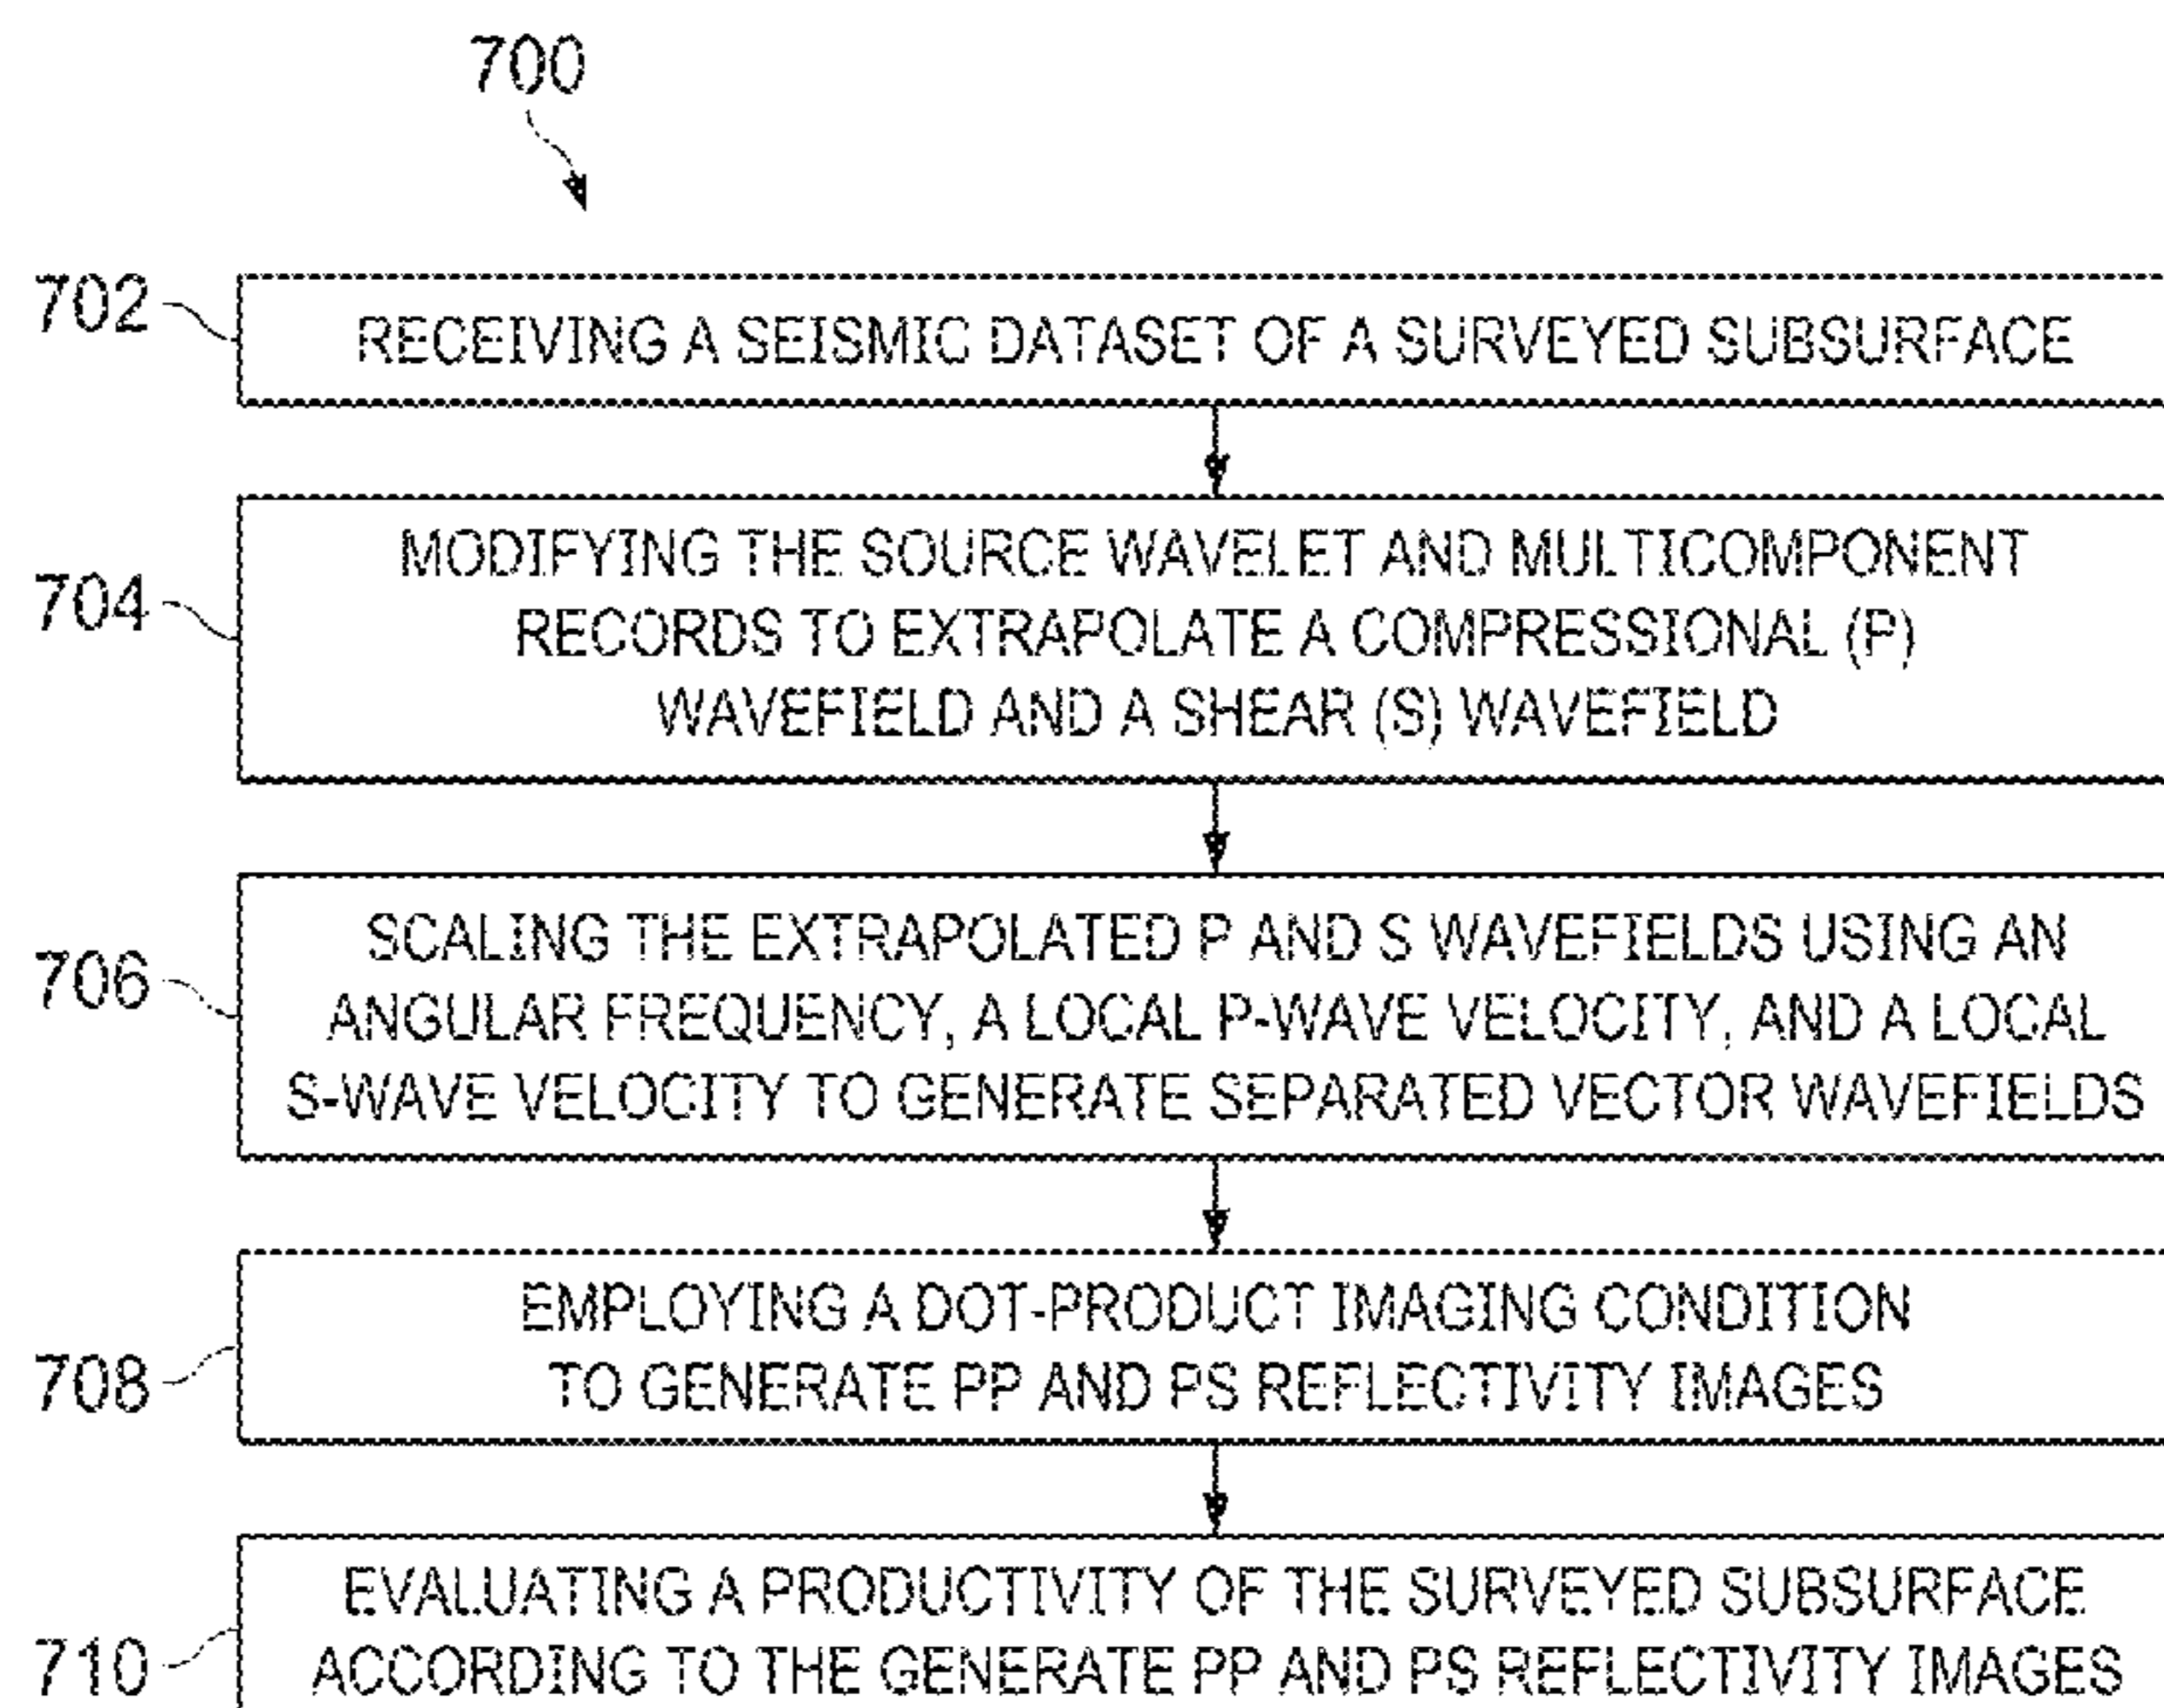 700
702
RECEIVING A SEISMIC DATASET OF A SURVEYED SUBSURFACE
704
MODIFYING THE SOURCE WAVELET AND MULTICOMPONENT
RECORDS TO EXTRAPOLATE A COMPRESSIONAL (P)
WAVEFIELD AND A SHEAR (S) WAVEFIELD
706
SCALING THE EXTRAPOLATED P AND S WAVEFIELDS USING AN
ANGULAR FREQUENCY, A LOCAL P-WAVE VELOCITY, AND A LOCAL
S-WAVE VELOCITY TO GENERATE SEPARATED VECTOR WAVEFIELDS
708
EMPLOYING A DOT-PRODUCT IMAGING CONDITION
TO GENERATE PP AND PS REFLECTIVITY IMAGES
710
EVALUATING A PRODUCTIVITY OF THE SURVEYED SUBSURFACE
ACCORDING TO THE GENERATE PP AND PS REFLECTIVITY IMAGES